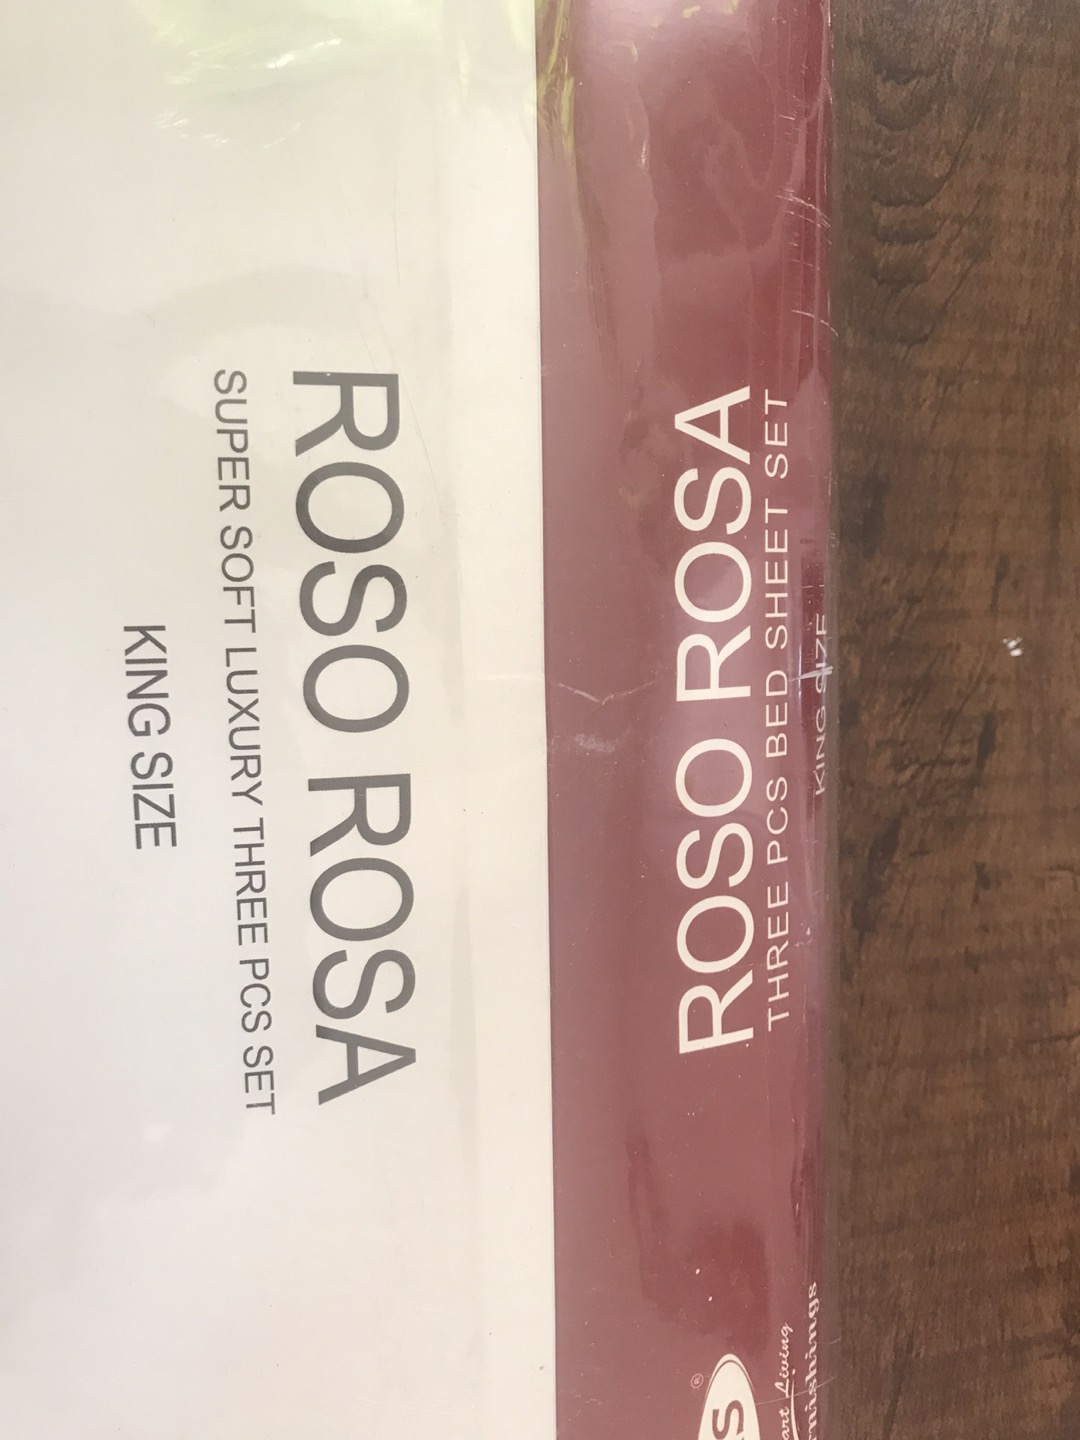 ROSO ROSA
SUPER SOFT LUXURY THREE PCS SET
KING SIZE
ROSO ROSA
THREE PCS BED SHEET SET
KING SIZE
®
Living